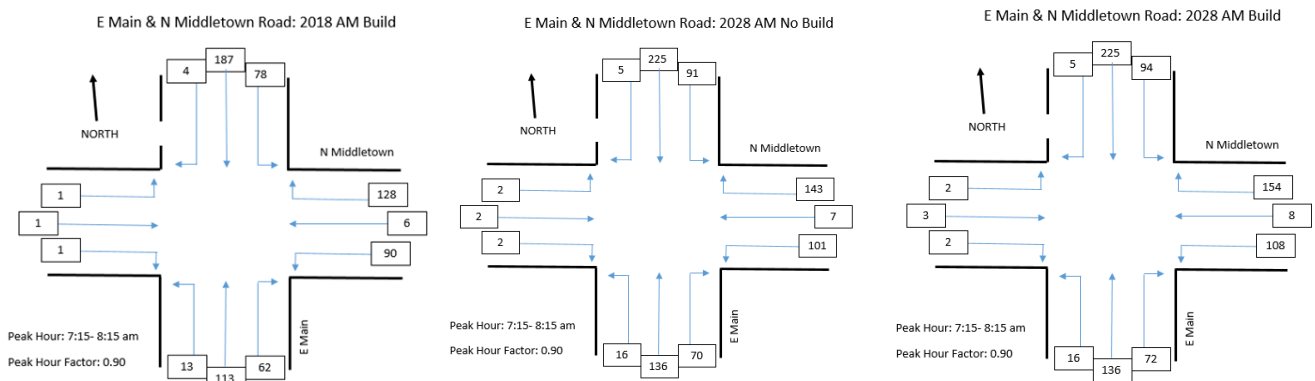 E Main & N Middletown Road: 2018 AM Build
187
4
78
NORTH
N Middletown
1
128
1
6
1
90
Peak Hour: 7:15- 8:15 am
E Main
Peak Hour Factor: 0.90
13
113
62
E Main & N Middletown Road: 2028 AM No Build
225
5
91
NORTH
N Middletown
2
143
2
7
2
101
Peak Hour: 7:15- 8:15 am
E Main
Peak Hour Factor: 0.90
16
136
70
E Main & N Middletown Road: 2028 AM Build
225
5
94
NORTH
N Middletown
2
154
3
8
2
108
Peak Hour: 7:15- 8:15 am
E Main
Peak Hour Factor: 0.90
16
136
72